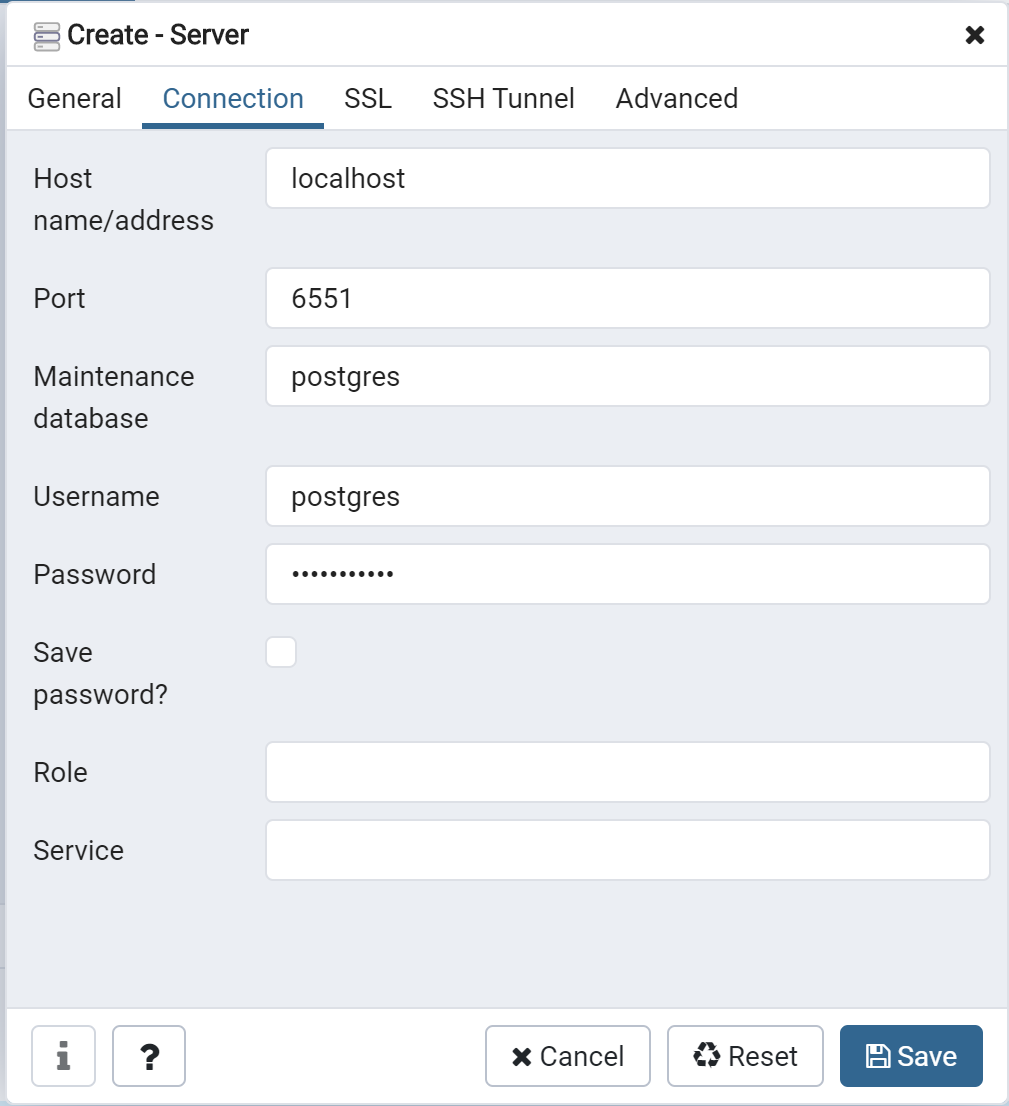 Create - Server
General Connection SSL SSH Tunnel Advanced
Host
name/address
localhost
Port
6551
Maintenance
database
postgres
Username
postgres
Password
•••••••••••
Save
password?
Role
Service
i ? Cancel Reset Save